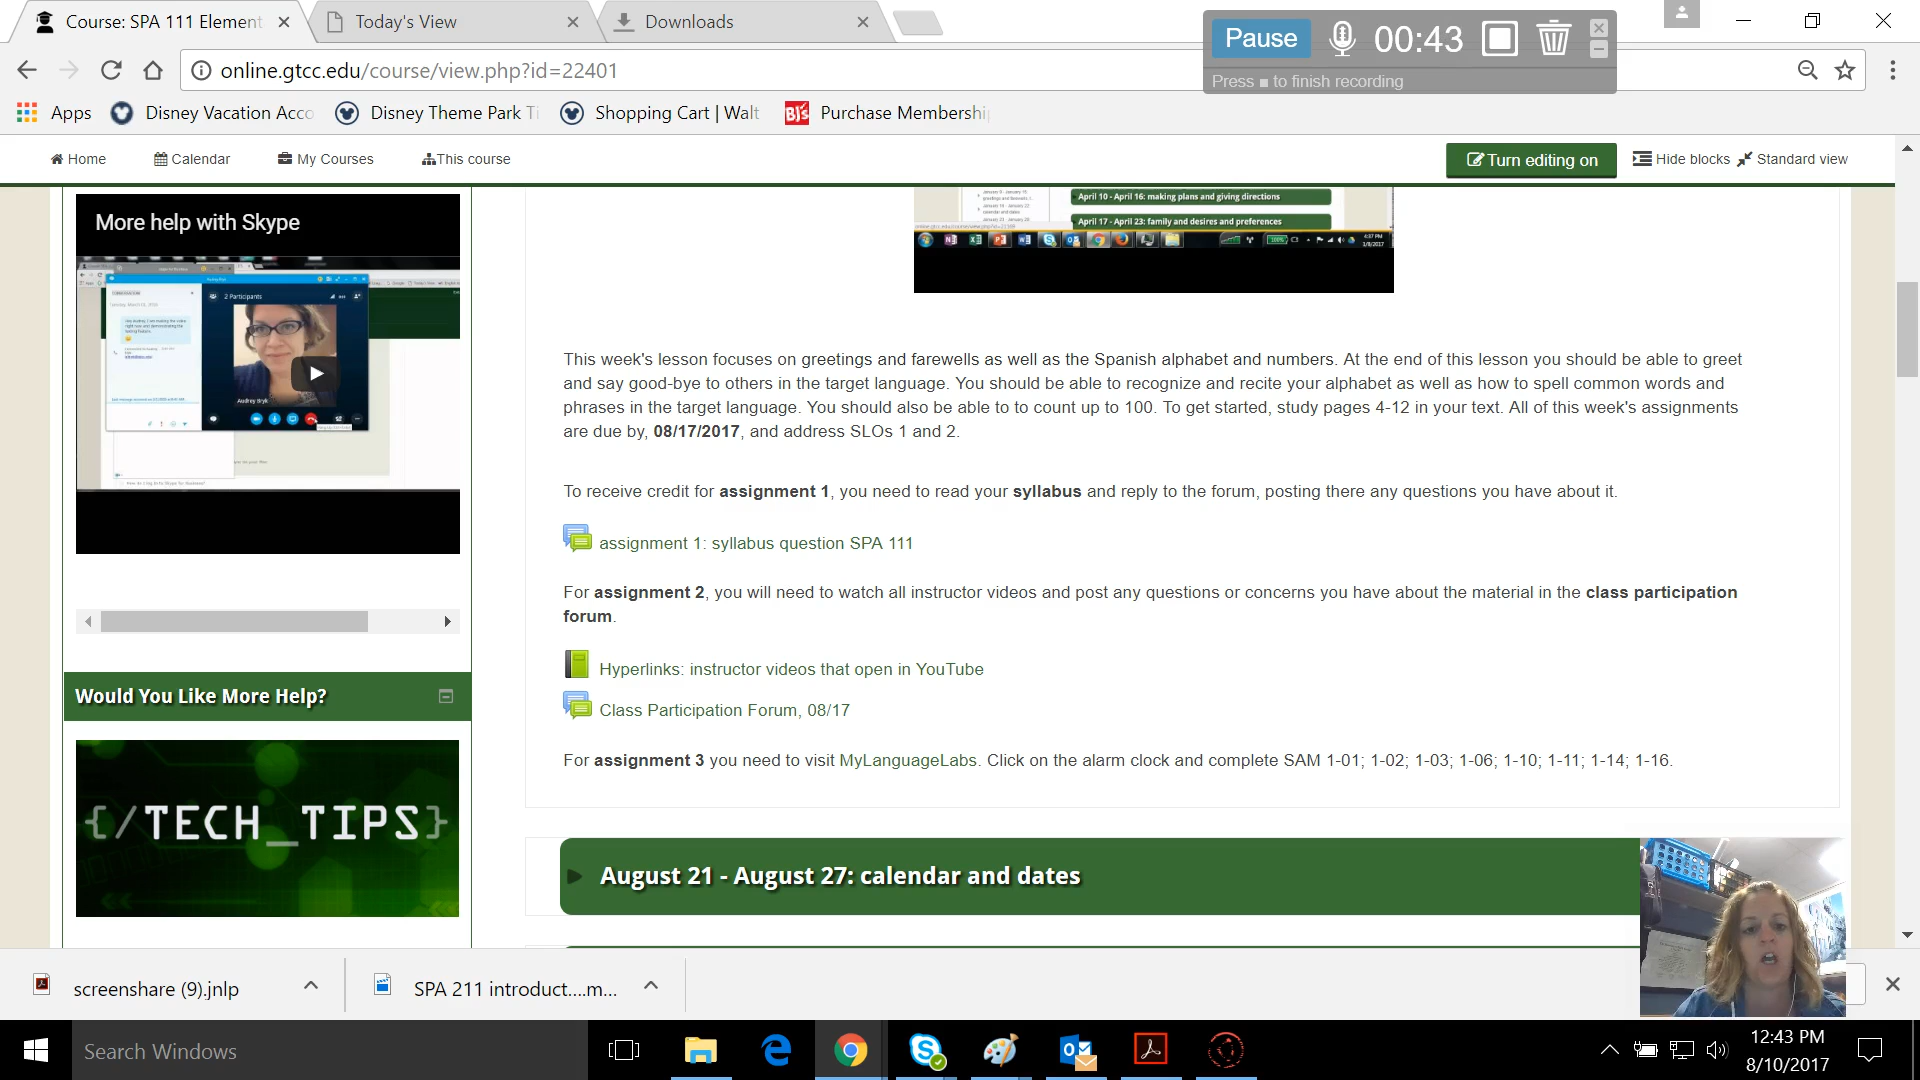 Course: SPA 111 Element
Today's View
Downloads
Pause
00:43
Press ■ to finish recording
online.gtcc.edu/course/view.php?id=22401
Apps
Disney Vacation Acco
Disney Theme Park Ti
Shopping Cart | Walt
BJ's
Purchase Membershi
Home
Calendar
My Courses
This course
Turn editing on
Hide blocks
Standard view
More help with Skype
2 Participants
Audrey Bryk
April 10 - April 16: making plans and giving directions
April 17 - April 23: family and desires and preferences
4:37 PM
1/8/2017
This week's lesson focuses on greetings and farewells as well as the Spanish alphabet and numbers. At the end of this lesson you should be able to greet
and say good-bye to others in the target language. You should be able to recognize and recite your alphabet as well as how to spell common words and
phrases in the target language. You should also be able to to count up to 100. To get started, study pages 4-12 in your text. All of this week's assignments
are due by, 08/17/2017, and address SLOs 1 and 2.
To receive credit for assignment 1, you need to read your syllabus and reply to the forum, posting there any questions you have about it.
assignment 1: syllabus question SPA 111
For assignment 2, you will need to watch all instructor videos and post any questions or concerns you have about the material in the class participation
forum.
Hyperlinks: instructor videos that open in YouTube
Class Participation Forum, 08/17
For assignment 3 you need to visit MyLanguageLabs. Click on the alarm clock and complete SAM 1-01; 1-02; 1-03; 1-06; 1-10; 1-11; 1-14; 1-16.
Would You Like More Help?
{/TECH_TIPS}
August 21 - August 27: calendar and dates
screenshare (9).jnlp
SPA 211 introduct....m...
Search Windows
12:43 PM
8/10/2017